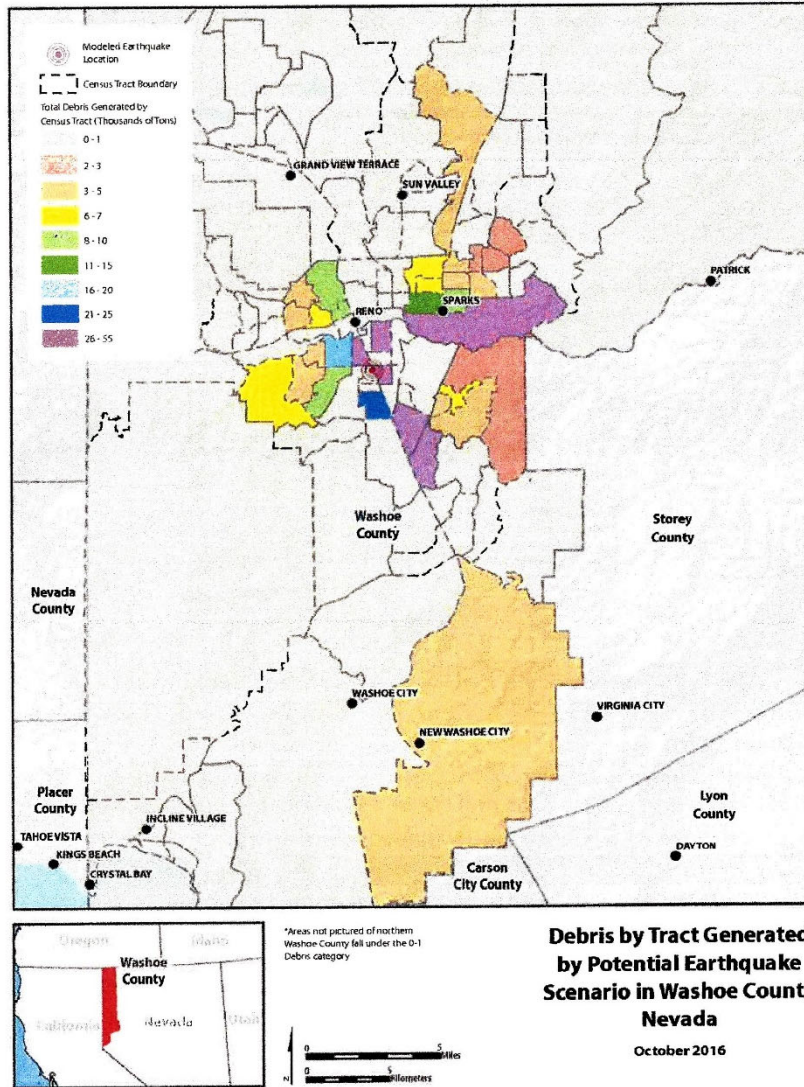 Modeled Earthquake
Location
Census Tract Boundary
Total Debris Generated by
Census Tract (Thousands of Tons)
0 - 1
2 - 3
3 - 5
6 - 7
8 - 10
11 - 15
16 - 20
21 - 25
26 - 55
GRAND VIEW TERRACE
SUN VALLEY
PATRICK
SPARKS
RENO
Washoe
County
Storey
County
Nevada
County
WASHOE CITY
VIRGINIA CITY
NEW WASHOE CITY
Placer
County
Lyon
County
INCLINE VILLAGE
TAHOE VISTA
KINGS BEACH
CRYSTAL BAY
DAYTON
Carson
City County
Oregon
Idaho
Washoe
County
California
Nevada
Utah
*Areas not pictured of northern
Washoe County fall under the 0-1
Debris category
N
0 5
Miles
0 5
Kilometers
Debris by Tract Generated
by Potential Earthquake
Scenario in Washoe Count
Nevada
October 2016